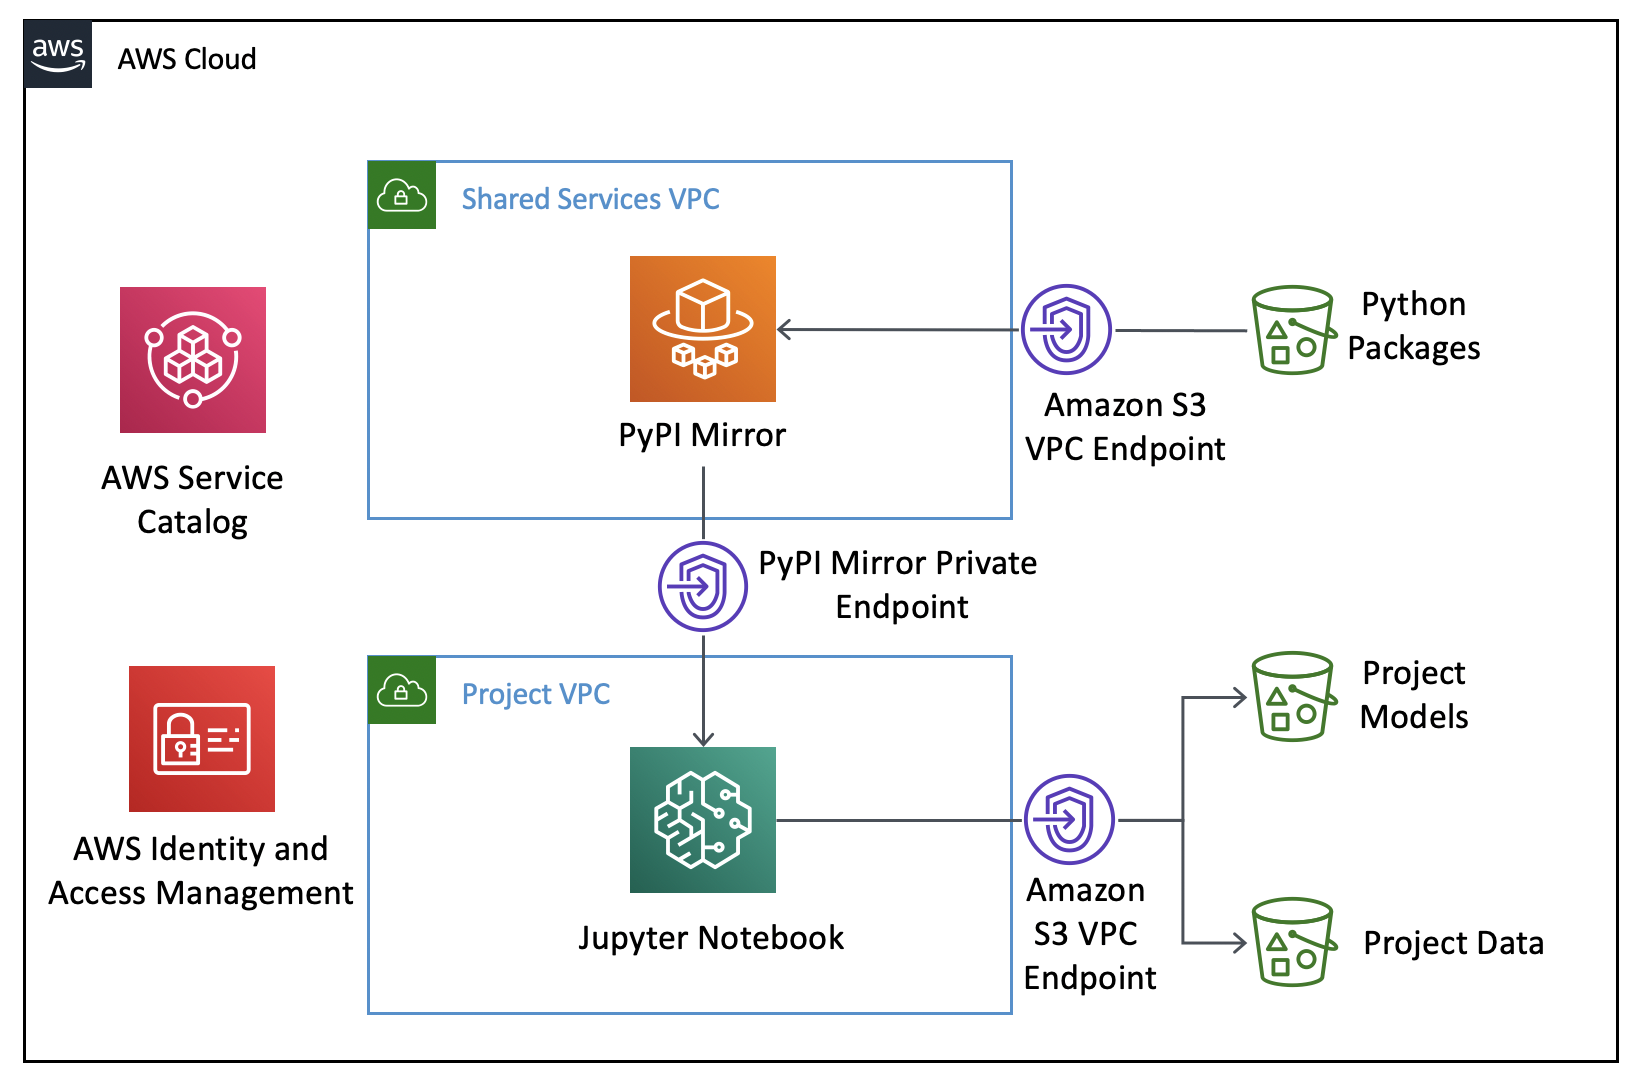 aws
AWS Cloud
Shared Services VPC
Python
Packages
PyPI Mirror
Amazon S3
VPC Endpoint
AWS Service
Catalog
PyPI Mirror Private
Endpoint
Project VPC
Project
Models
AWS Identity and
Access Management
Jupyter Notebook
Amazon
S3 VPC
Endpoint
Project Data